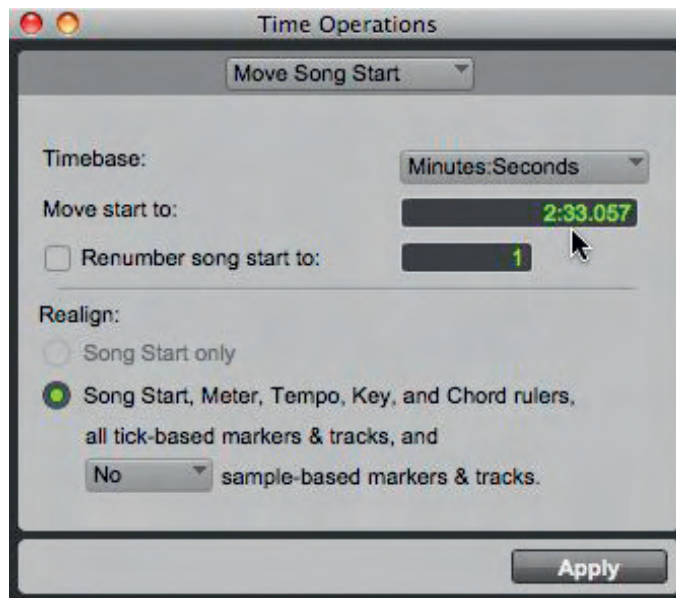 Time Operations
Move Song Start
Timebase: Minutes:Seconds
Move start to: 2:33.057
Renumber song start to: 1
Realign:
Song Start only
Song Start, Meter, Tempo, Key, and Chord rulers,
all tick-based markers & tracks, and
No sample-based markers & tracks.
Apply